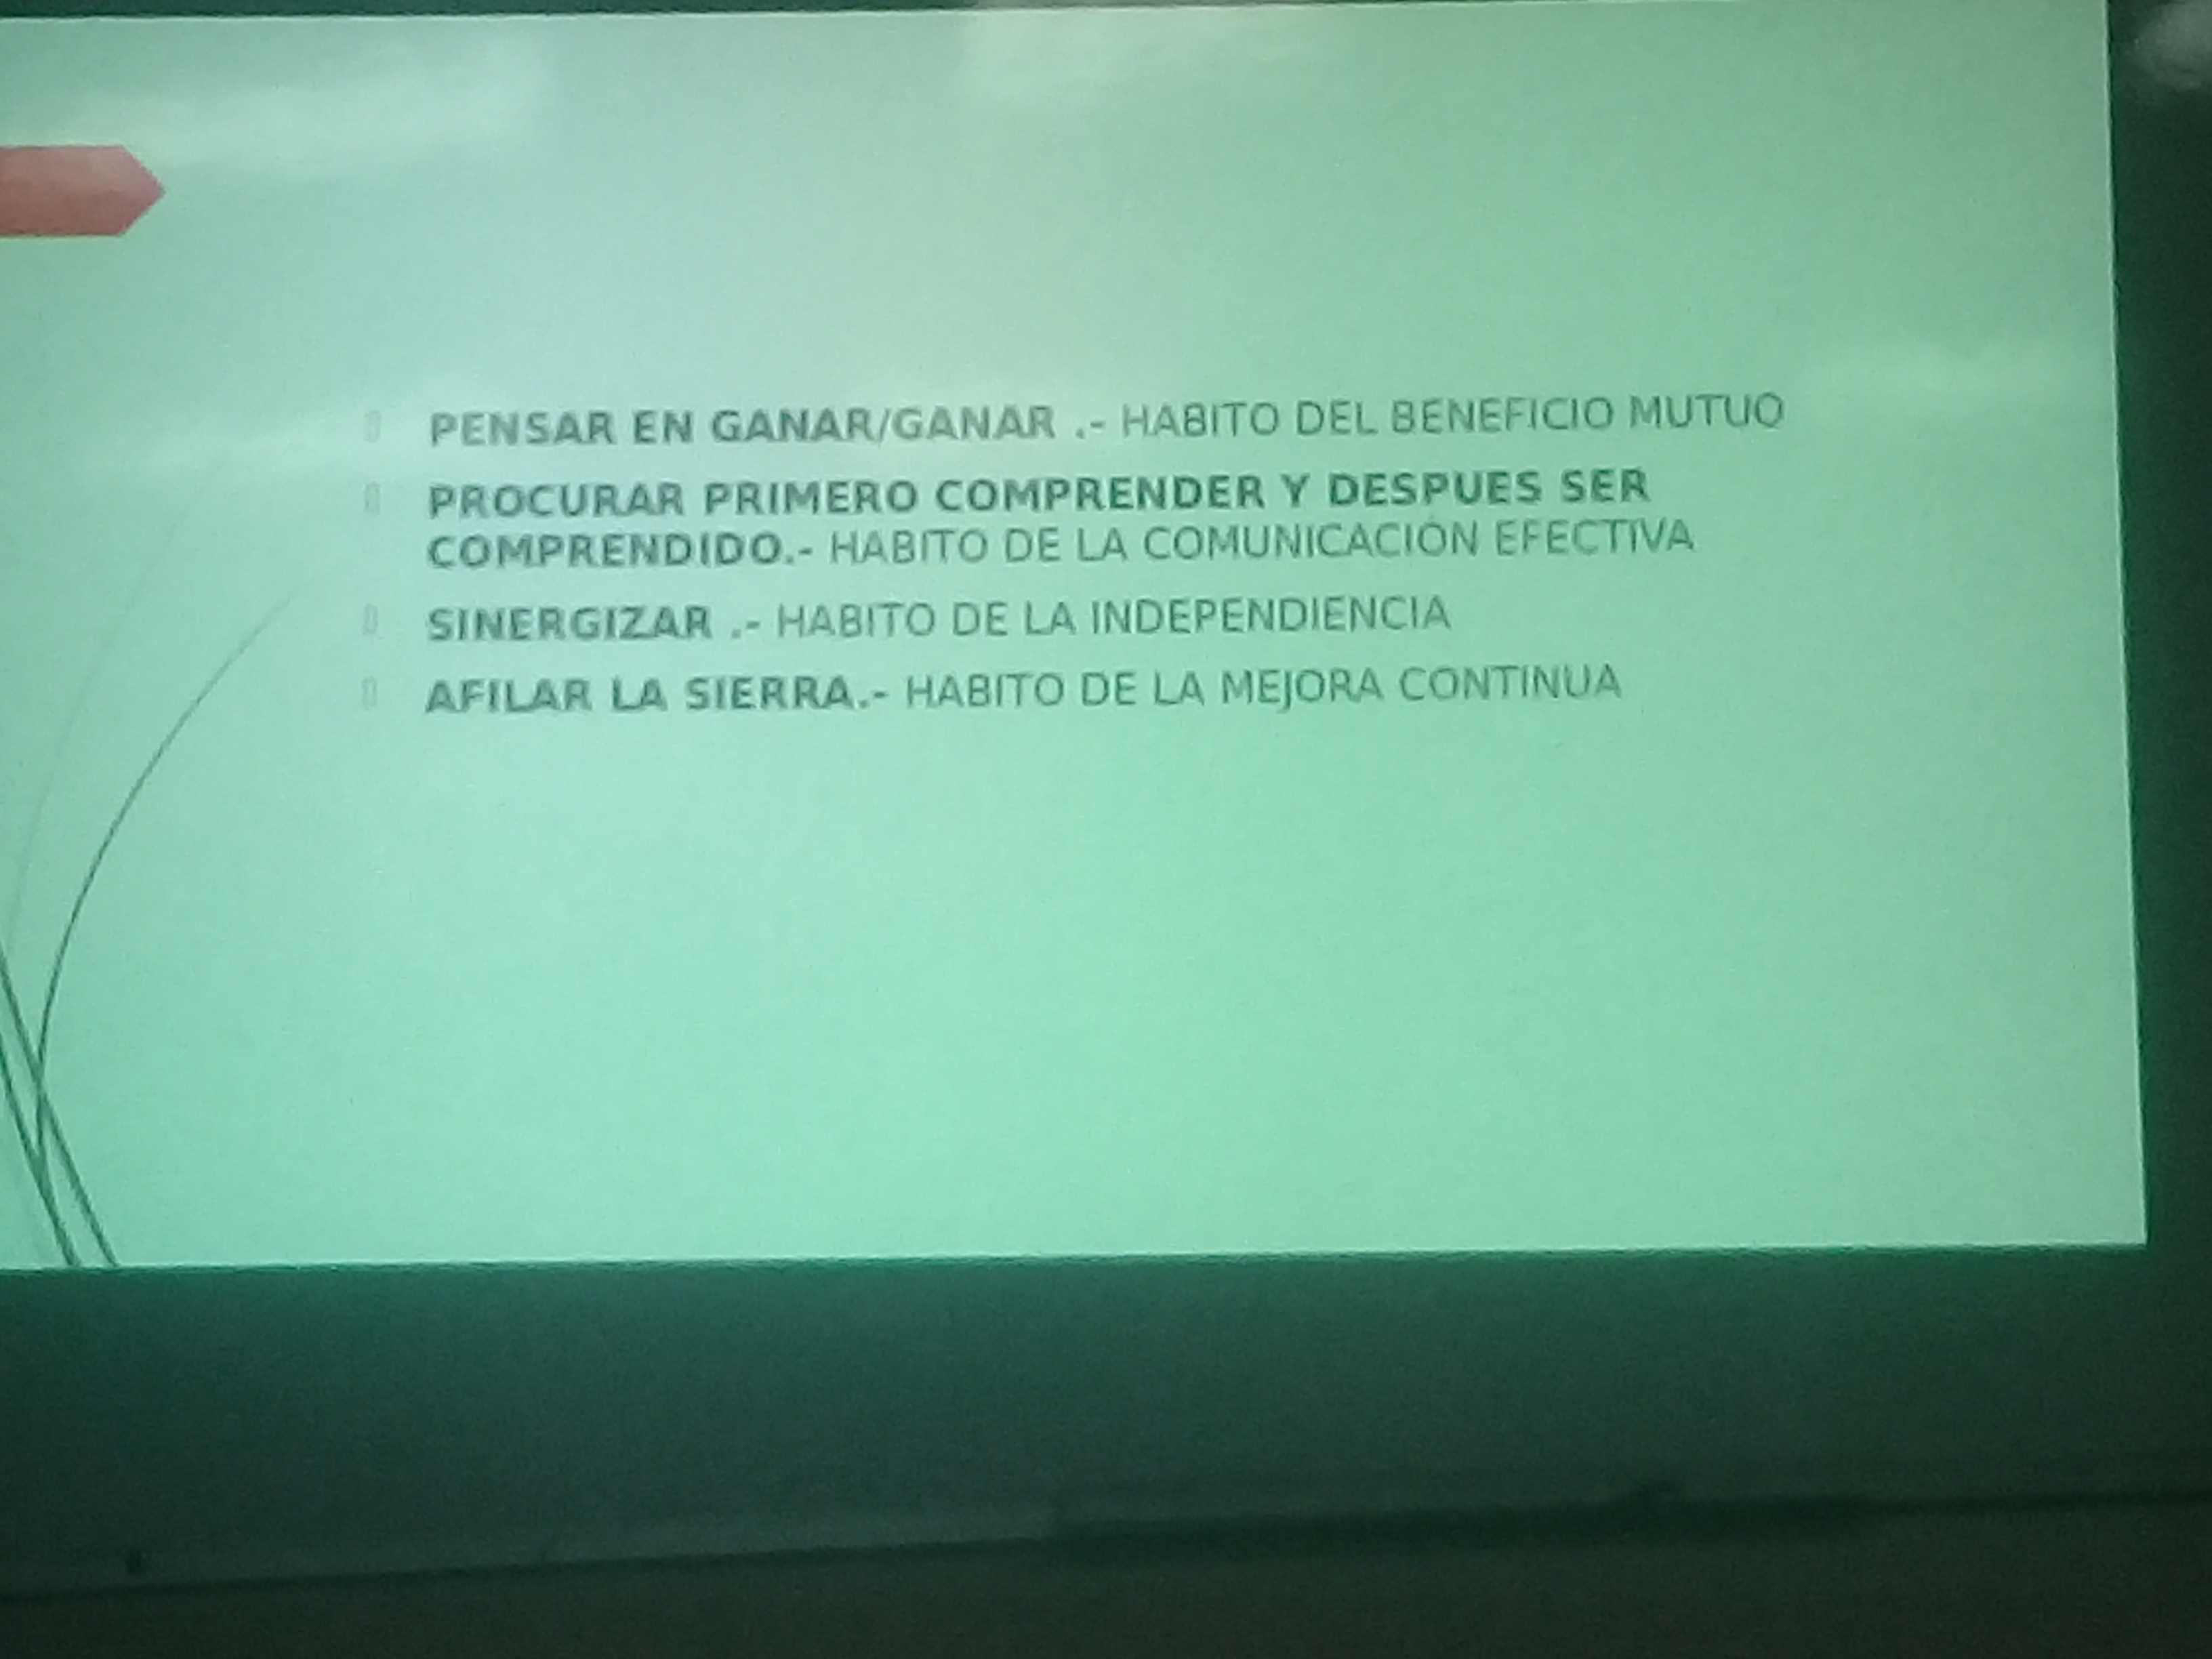 PENSAR EN GANAR/GANAR .- HABITO DEL BENEFICIO MUTUO
PROCURAR PRIMERO COMPRENDER Y DESPUES SER
COMPRENDIDO.- HABITO DE LA COMUNICACIÓN EFECTIVA
SINERGIZAR .- HABITO DE LA INDEPENDIENCIA
AFILAR LA SIERRA.- HABITO DE LA MEJORA CONTINUA